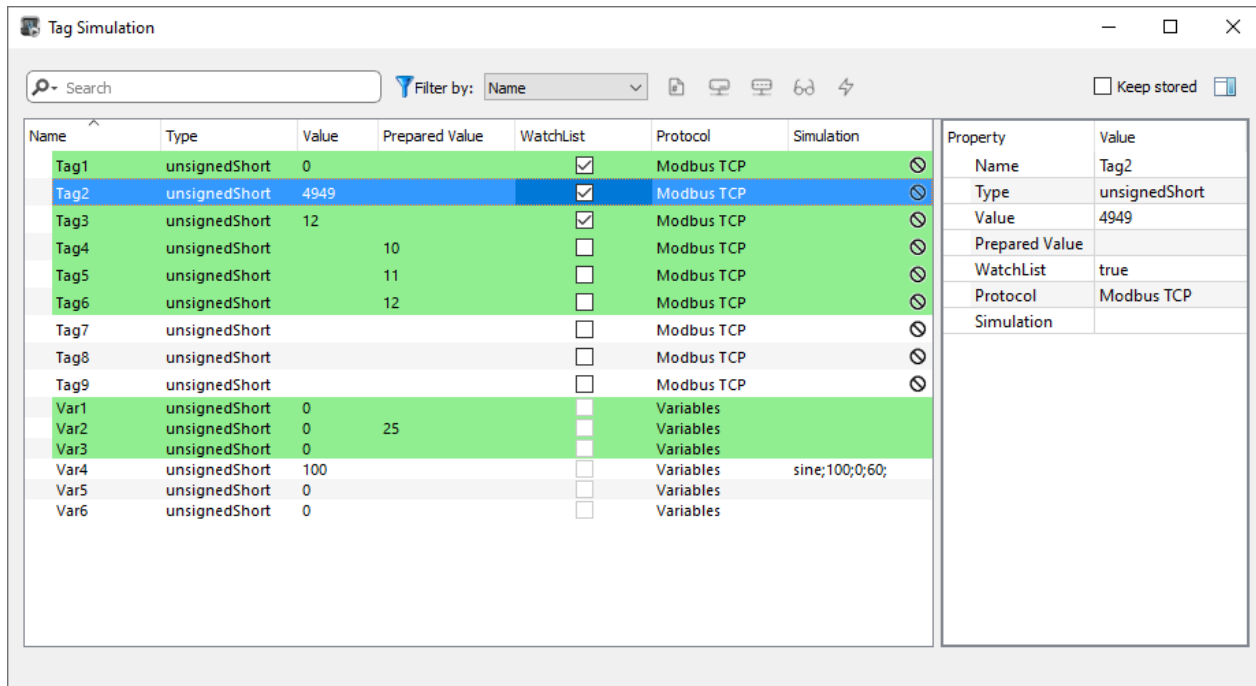 Tag Simulation
Search Filter by: Name Keep stored
Name Type Value Prepared Value WatchList Protocol Simulation Property Value
Tag1 unsignedShort 0 Modbus TCP Name Tag2
Tag2 unsignedShort 4949 Modbus TCP Type unsignedShort
Tag3 unsignedShort 12 Modbus TCP Value 4949
Tag4 unsignedShort 10 Modbus TCP Prepared Value
Tag5 unsignedShort 11 Modbus TCP WatchList true
Tag6 unsignedShort 12 Modbus TCP Protocol Modbus TCP
Tag7 unsignedShort Modbus TCP Simulation
Tag8 unsignedShort Modbus TCP
Tag9 unsignedShort Modbus TCP
Var1 unsignedShort 0 Variables
Var2 unsignedShort 0 25 Variables
Var3 unsignedShort 0 Variables
Var4 unsignedShort 100 Variables sine;100;0;60;
Var5 unsignedShort 0 Variables
Var6 unsignedShort 0 Variables